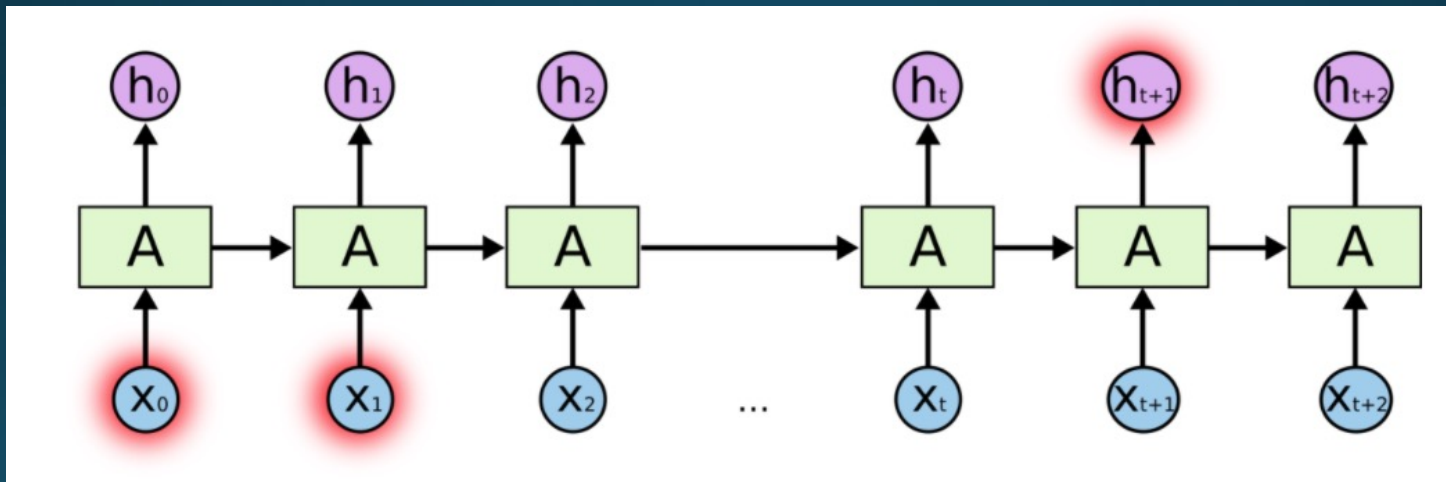 h₀ h₁ h₂ hₜ hₜ₊₁ hₜ₊₂
A A A A A A
x₀ x₁ x₂ ... xₜ xₜ₊₁ xₜ₊₂